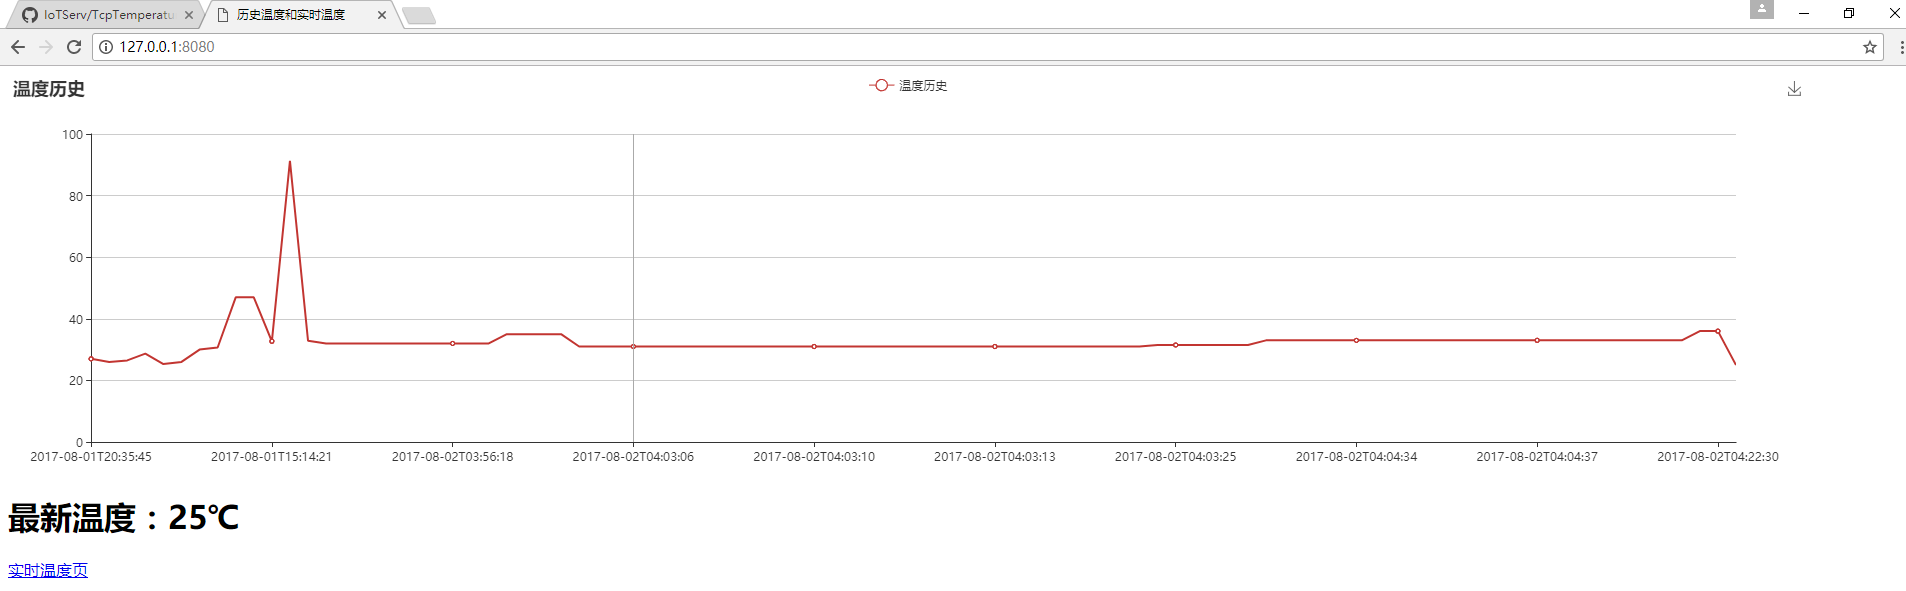 IoTServ/TcpTemperatu
历史温度和实时温度
127.0.0.1:8080
温度历史
温度历史
100
80
60
40
20
0
2017-08-01T20:35:45
2017-08-01T15:14:21
2017-08-02T03:56:18
2017-08-02T04:03:06
2017-08-02T04:03:10
2017-08-02T04:03:13
2017-08-02T04:03:25
2017-08-02T04:04:34
2017-08-02T04:04:37
2017-08-02T04:22:30
最新温度：25℃
实时温度页